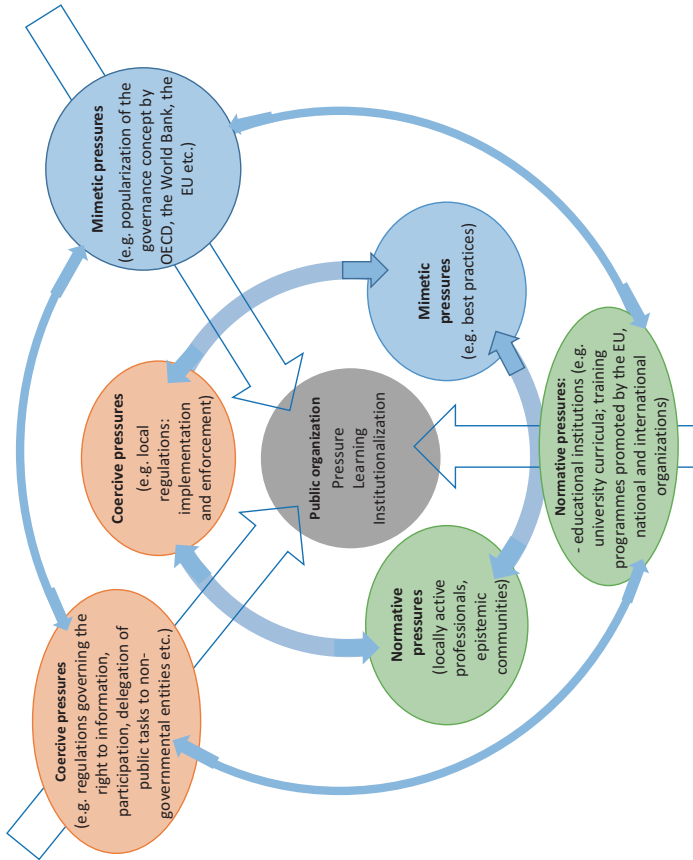 Coercive pressures
(e.g. regulations governing the
right to information,
participation, delegation of
public tasks to non-
governmental entities etc.)
Mimetic pressures
(e.g. popularization of the
governance concept by
OECD, the World Bank, the
EU etc.)
Coercive pressures
(e.g. local
regulations:
implementation
and enforcement)
Public organization
Pressure
Learning
Institutionalization
Normative
pressures
(locally active
professionals,
epistemic
communities)
Mimetic
pressures
(e.g. best practices)
Normative pressures:
- educational institutions (e.g.
university curricula; training
programmes promoted by the EU,
national and international
organizations)